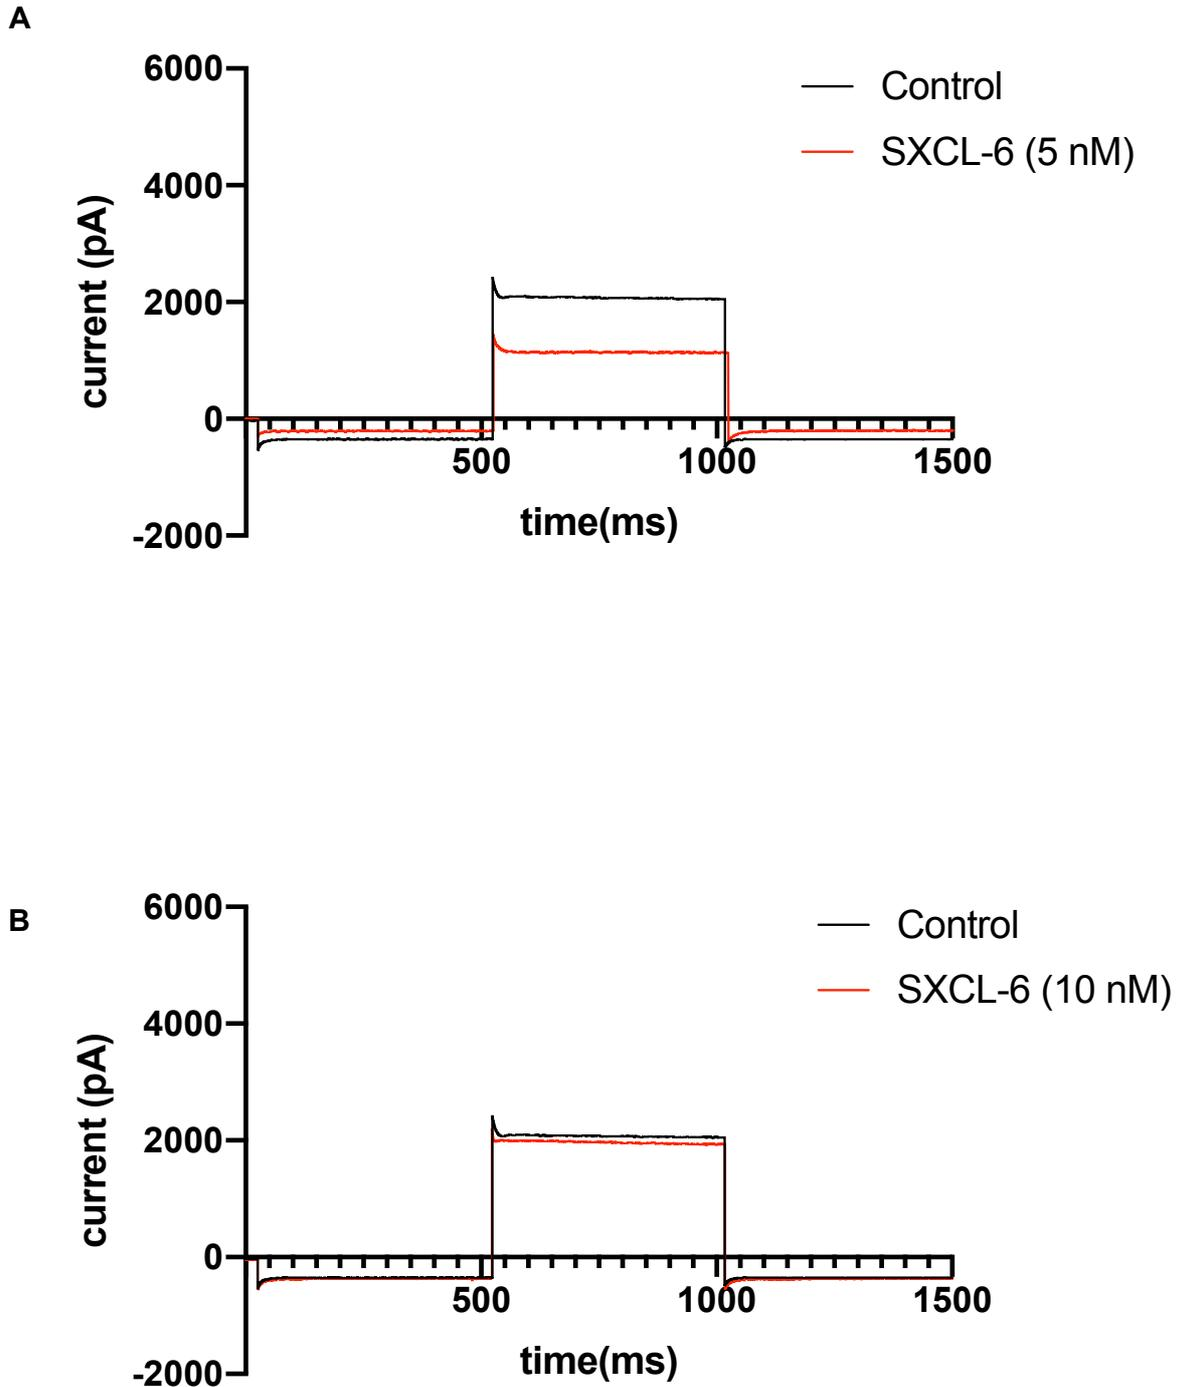 A
6000
4000
2000
0
-2000
current (pA)
Control
SXCL-6 (5 nM)
500 1000 1500
time(ms)
B
6000
4000
2000
0
-2000
current (pA)
Control
SXCL-6 (10 nM)
500 1000 1500
time(ms)